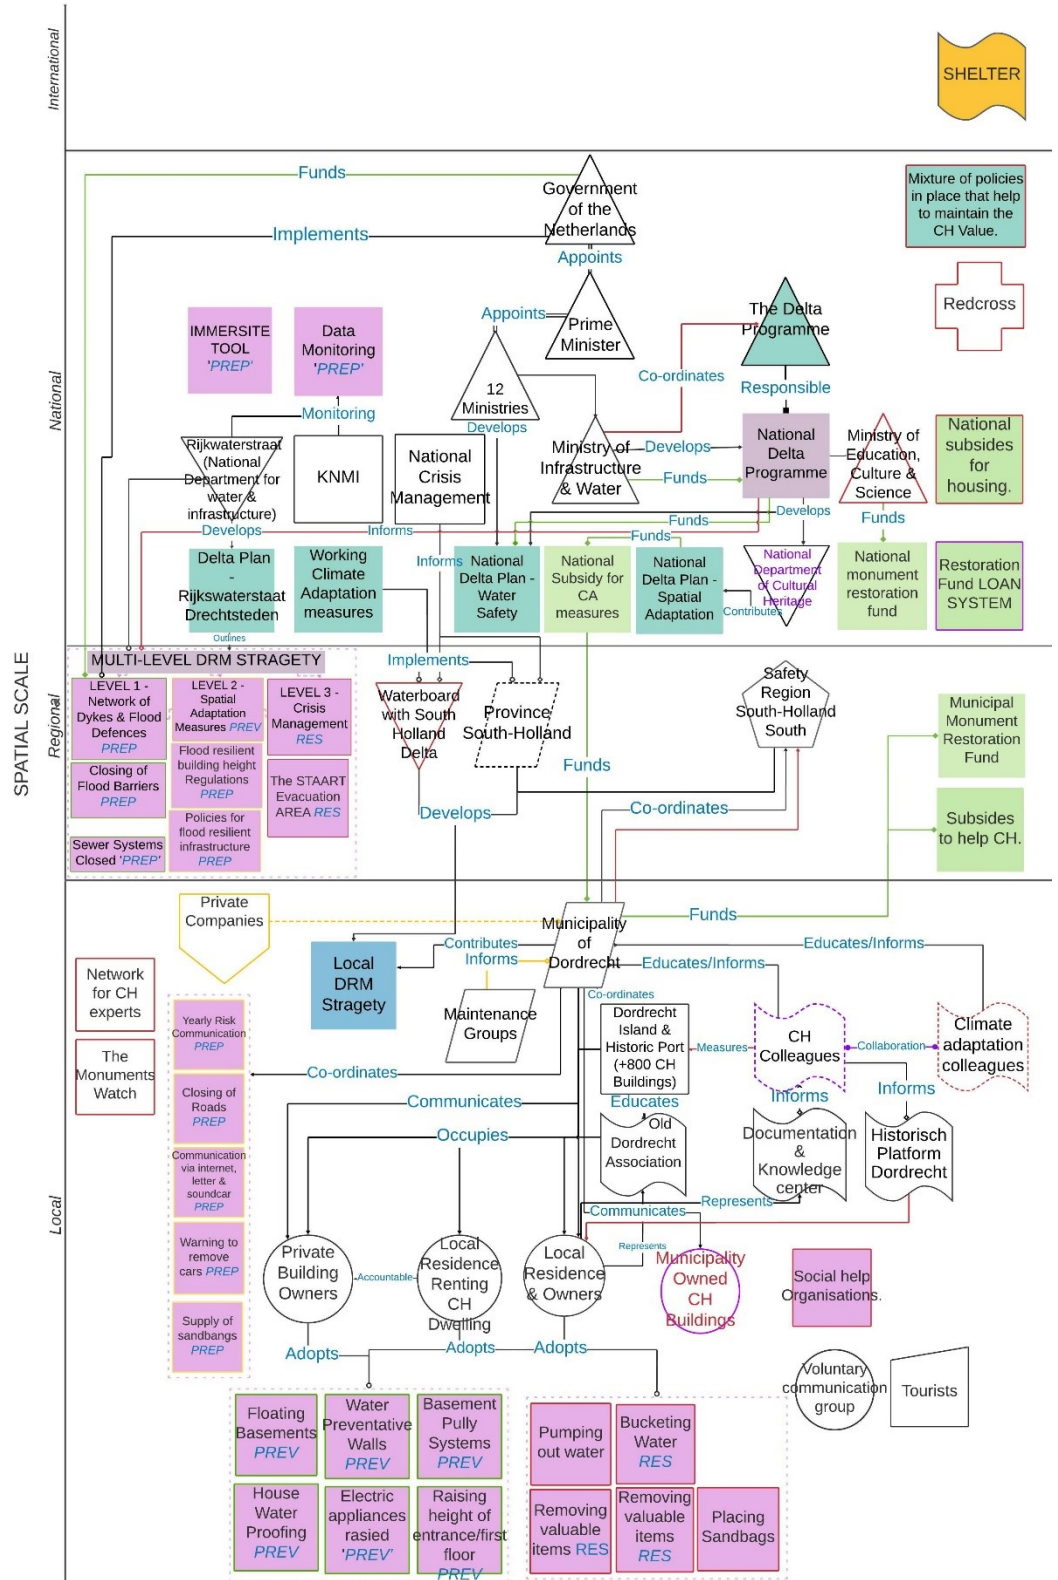 SPATIAL SCALE
International
SHELTER
National
Funds
Government
of the
Netherlands
Mixture of policies
in place that help
to maintain the
CH Value.
Implements
Appoints
Redcross
IMMERSITE
TOOL
'PREP'
Data
Monitoring
'PREP'
Appoints
Prime
Minister
The Delta
Programme
Co-ordinates
Responsible
12
Ministries
Develops
Monitoring
Rijkwaterstraat
(National
Department for
water &
infrastructure)
KNMI
National
Crisis
Management
Ministry of
Infrastructure
& Water
Develops
Funds
National
Delta
Programme
Ministry of
Education,
Culture &
Science
National
subsides
for
housing.
Develops
Informs
Funds
Develops
Funds
Funds
Delta Plan
-
Rijkswaterstaat
Drechtsteden
Working
Climate
Adaptation
measures
Informs
National
Delta Plan -
Water
Safety
National
Subsidy for
CA
measures
National
Delta Plan -
Spatial
Adaptation
Contributes
National
Department
of Cultural
Heritage
National
monument
restoration
fund
Restoration
Fund LOAN
SYSTEM
Outlines
Regional
MULTI-LEVEL DRM STRAGETY
LEVEL 1 -
Network of
Dykes & Flood
Defences
PREP
LEVEL 2 -
Spatial
Adaptation
Measures PREV
LEVEL 3 -
Crisis
Management
RES
Closing of
Flood Barriers
PREP
Flood resilient
building height
Regulations
PREP
The STAART
Evacuation
AREA RES
Sewer Systems
Closed 'PREP'
Policies for
flood resilient
infrastructure
PREP
Implements
Waterboard
with South
Holland
Delta
Province
South-Holland
Safety
Region
South-Holland
South
Municipal
Monument
Restoration
Fund
Funds
Develops
Co-ordinates
Subsides
to help CH.
Local
Private
Companies
Municipality
of
Dordrecht
Funds
Contributes
Informs
Educates/Informs
Educates/Informs
Network
for CH
experts
Local
DRM
Stragety
Maintenance
Groups
Co-ordinates
Dordrecht
Island &
Historic Port
(+800 CH
Buildings)
Measures
CH
Colleagues
Collaboration
Climate
adaptation
colleagues
The
Monuments
Watch
Yearly Risk
Communication
PREP
Co-ordinates
Closing of
Roads
PREP
Communicates
Educates
Informs
Informs
Occupies
Old
Dordrecht
Association
Documentation
&
Knowledge
center
Historisch
Platform
Dordrecht
Communication
via internet,
letter &
soundcar
PREP
Represents
Communicates
Warning to
remove
cars PREP
Private
Building
Owners
Accountable
Local
Residence
Renting
CH
Dwelling
Local
Residence
& Owners
Represents
Municipality
Owned
CH
Buildings
Social help
Organisations.
Supply of
sandbangs
PREP
Adopts
Adopts
Adopts
Voluntary
communication
group
Tourists
Floating
Basements
PREV
Water
Preventative
Walls
PREV
Basement
Pully
Systems
PREV
Pumping
out water
Bucketing
Water
RES
House
Water
Proofing
PREV
Electric
appliances
rasied
'PREV'
Raising
height of
entrance/first
floor
PREV
Removing
valuable
items RES
Removing
valuable
items
RES
Placing
Sandbags